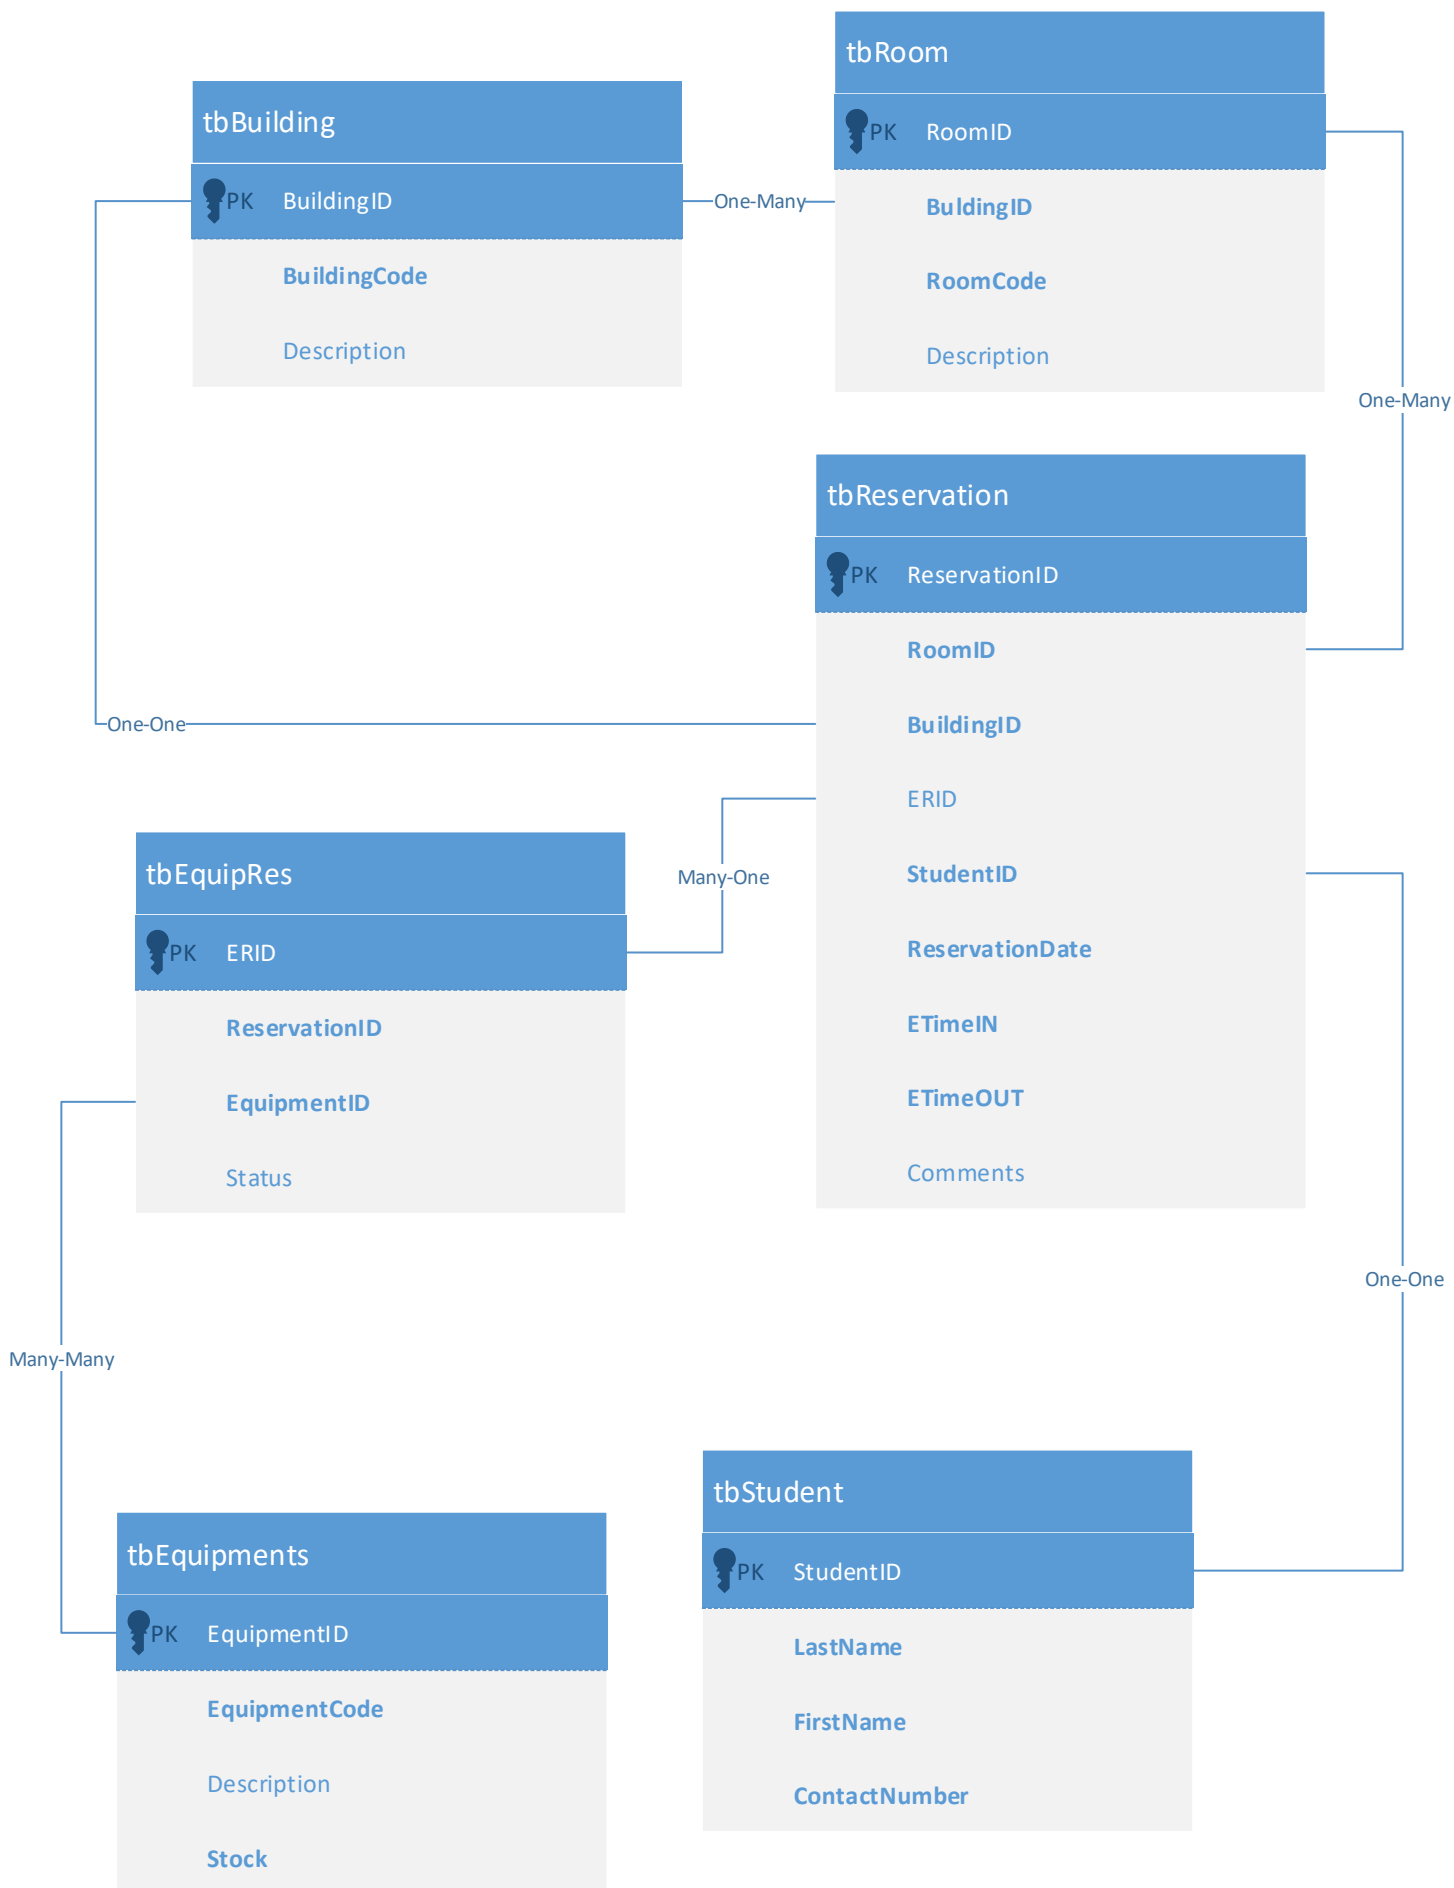 tbRoom
PK RoomID
BuldingID
RoomCode
Description
tbBuilding
PK BuildingID
BuildingCode
Description
One-Many
One-Many
tbReservation
PK ReservationID
RoomID
BuildingID
ERID
StudentID
ReservationDate
ETimeIN
ETimeOUT
Comments
One-One
tbEquipRes
PK ERID
ReservationID
EquipmentID
Status
Many-One
One-One
Many-Many
tbStudent
PK StudentID
LastName
FirstName
ContactNumber
tbEquipments
PK EquipmentID
EquipmentCode
Description
Stock